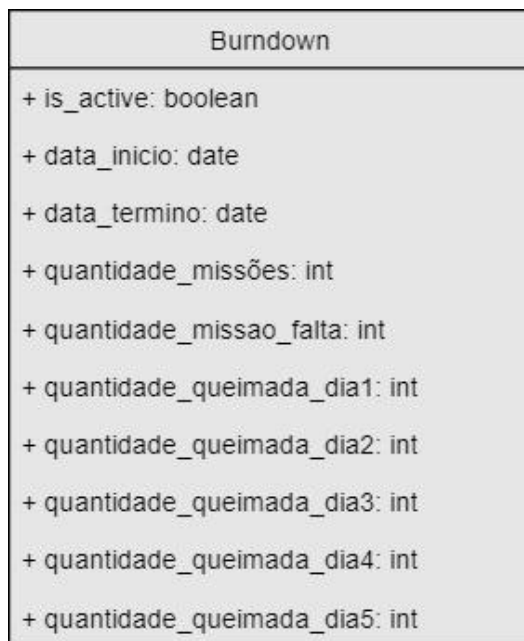 Burndown
+ is_active: boolean
+ data_inicio: date
+ data_termino: date
+ quantidade_missões: int
+ quantidade_missao_falta: int
+ quantidade_queimada_dia1: int
+ quantidade_queimada_dia2: int
+ quantidade_queimada_dia3: int
+ quantidade_queimada_dia4: int
+ quantidade_queimada_dia5: int